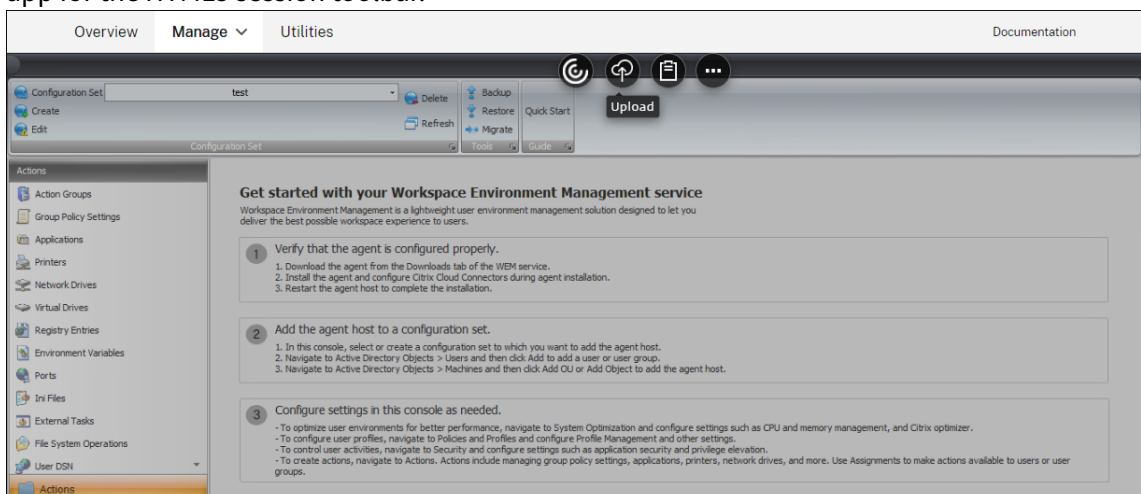 Overview Manage Utilities Documentation
Configuration Set test Delete Backup
Create Restore Quick Start Upload
Edit Refresh Migrate
Configuration Set Tools Guide
Actions
Action Groups
Group Policy Settings
Applications
Printers
Network Drives
Virtual Drives
Registry Entries
Environment Variables
Ports
Ini Files
External Tasks
File System Operations
User DSN
Actions
Get started with your Workspace Environment Management service
Workspace Environment Management is a lightweight user environment management solution designed to let you
deliver the best possible workspace experience to users.
1 Verify that the agent is configured properly.
1. Download the agent from the Downloads tab of the WEM service.
2. Install the agent and configure Citrix Cloud Connectors during agent installation.
3. Restart the agent host to complete the installation.
2 Add the agent host to a configuration set.
1. In this console, select or create a configuration set to which you want to add the agent host.
2. Navigate to Active Directory Objects > Users and then click Add to add a user or user group.
3. Navigate to Active Directory Objects > Machines and then click Add OU or Add Object to add the agent host.
3 Configure settings in this console as needed.
- To optimize user environments for better performance, navigate to System Optimization and configure settings such as CPU and memory management, and Citrix optimizer.
- To configure user profiles, navigate to Policies and Profiles and configure Profile Management and other settings.
- To control user activities, navigate to Security and configure settings such as application security and privilege elevation.
- To create actions, navigate to Actions. Actions include managing group policy settings, applications, printers, network drives, and more. Use Assignments to make actions available to users or user
groups.